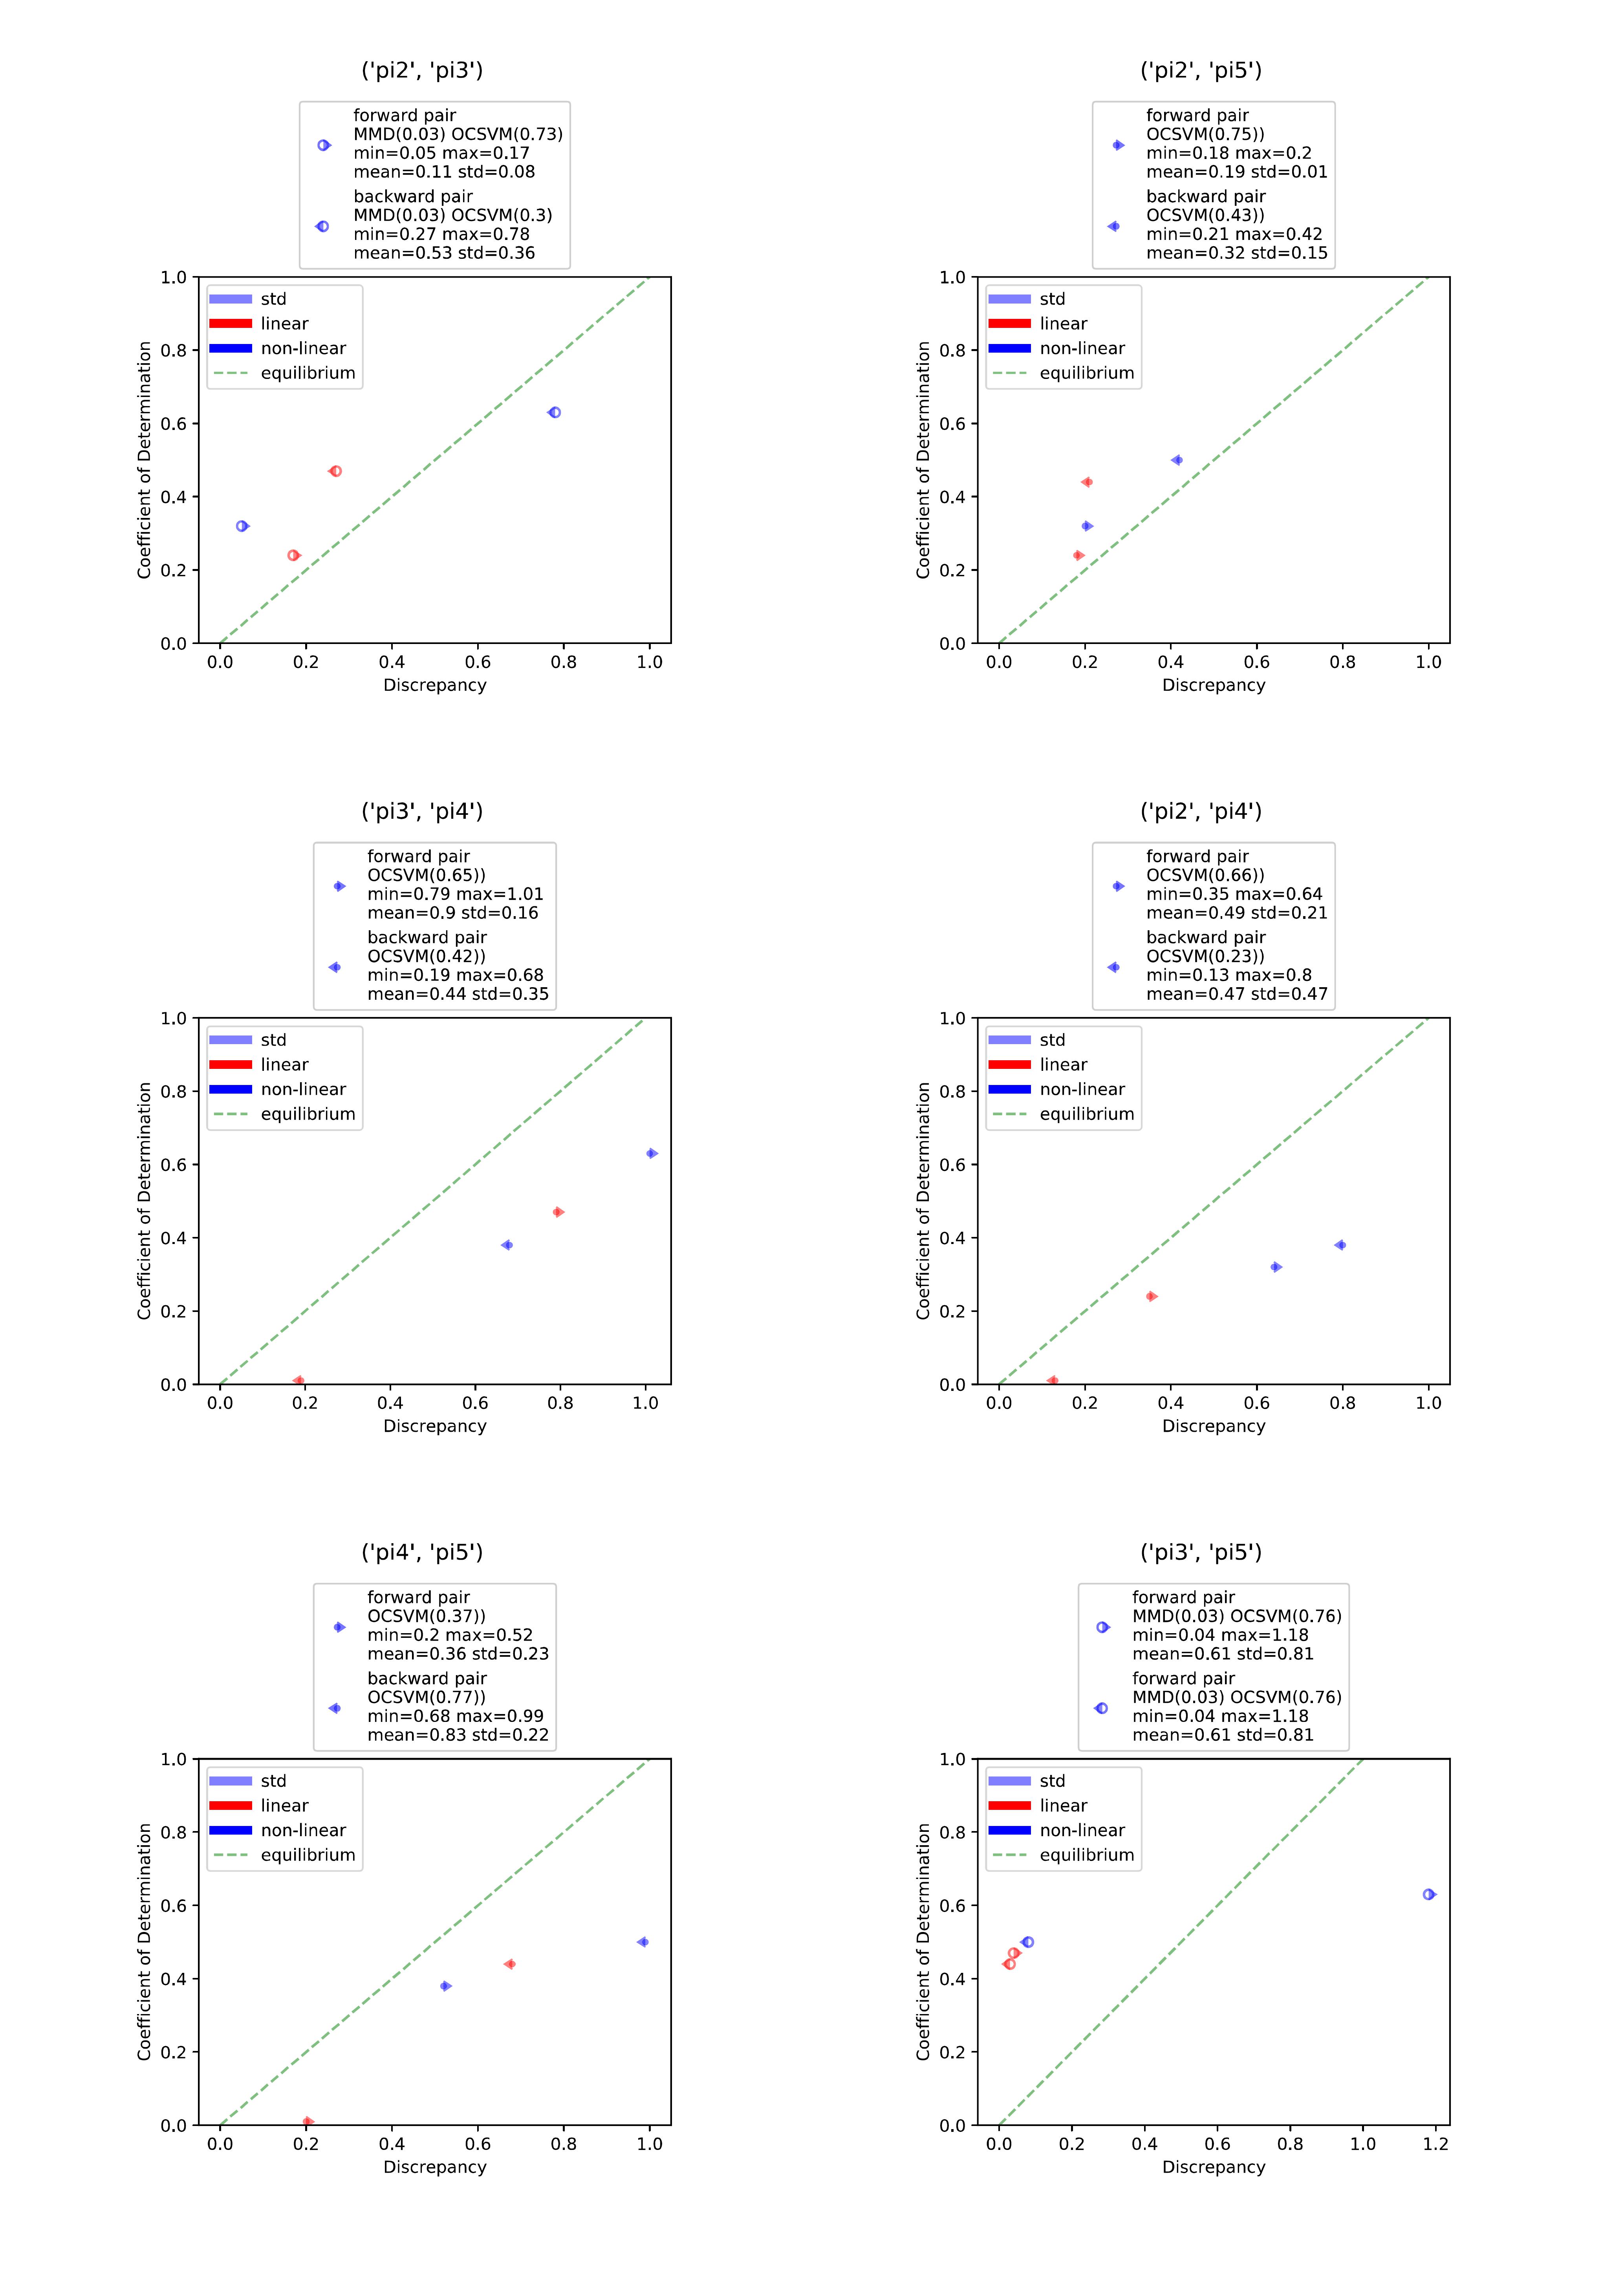 ('pi2', 'pi3')
forward pair
MMD(0.03) OCSVM(0.73)
min=0.05 max=0.17
mean=0.11 std=0.08
backward pair
MMD(0.03) OCSVM(0.3)
min=0.27 max=0.78
mean=0.53 std=0.36
std
linear
non-linear
equilibrium
1.0
0.8
0.6
0.4
0.2
0.0
Coefficient of Determination
0.0 0.2 0.4 0.6 0.8 1.0
Discrepancy
('pi2', 'pi5')
forward pair
OCSVM(0.75))
min=0.18 max=0.2
mean=0.19 std=0.01
backward pair
OCSVM(0.43))
min=0.21 max=0.42
mean=0.32 std=0.15
std
linear
non-linear
equilibrium
1.0
0.8
0.6
0.4
0.2
0.0
Coefficient of Determination
0.0 0.2 0.4 0.6 0.8 1.0
Discrepancy
('pi3', 'pi4')
forward pair
OCSVM(0.65))
min=0.79 max=1.01
mean=0.9 std=0.16
backward pair
OCSVM(0.42))
min=0.19 max=0.68
mean=0.44 std=0.35
std
linear
non-linear
equilibrium
1.0
0.8
0.6
0.4
0.2
0.0
Coefficient of Determination
0.0 0.2 0.4 0.6 0.8 1.0
Discrepancy
('pi2', 'pi4')
forward pair
OCSVM(0.66))
min=0.35 max=0.64
mean=0.49 std=0.21
backward pair
OCSVM(0.23))
min=0.13 max=0.8
mean=0.47 std=0.47
std
linear
non-linear
equilibrium
1.0
0.8
0.6
0.4
0.2
0.0
Coefficient of Determination
0.0 0.2 0.4 0.6 0.8 1.0
Discrepancy
('pi4', 'pi5')
forward pair
OCSVM(0.37))
min=0.2 max=0.52
mean=0.36 std=0.23
backward pair
OCSVM(0.77))
min=0.68 max=0.99
mean=0.83 std=0.22
std
linear
non-linear
equilibrium
1.0
0.8
0.6
0.4
0.2
0.0
Coefficient of Determination
0.0 0.2 0.4 0.6 0.8 1.0
Discrepancy
('pi3', 'pi5')
forward pair
MMD(0.03) OCSVM(0.76)
min=0.04 max=1.18
mean=0.61 std=0.81
forward pair
MMD(0.03) OCSVM(0.76)
min=0.04 max=1.18
mean=0.61 std=0.81
std
linear
non-linear
equilibrium
1.0
0.8
0.6
0.4
0.2
0.0
Coefficient of Determination
0.0 0.2 0.4 0.6 0.8 1.0 1.2
Discrepancy